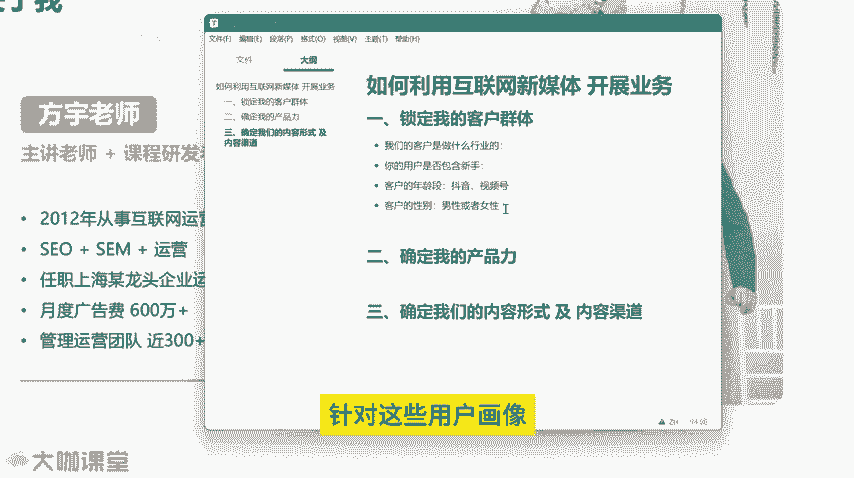 方宇老师
主讲老师 + 课程研发
• 2012年从事互联网运营
• SEO + SEM + 运营
• 任职上海某龙头企业运
• 月度广告费 600万+
• 管理运营团队 近300+
文件(F) 编辑(E) 段落(P) 格式(O) 视图(V) 主题(T) 帮助(H)
文件 大纲
如何利用互联网新媒体 开展业务
一、锁定我的客户群体
二、确定我的产品力
三、确定我们的内容形式 及
内容渠道
如何利用互联网新媒体 开展业务
一、锁定我的客户群体
• 我们的客户是做什么行业的:
• 你的用户是否包含新手:
• 客户的年龄段：抖音、视频号
• 客户的性别：男性或者女性
二、确定我的产品力
三、确定我们的内容形式 及 内容渠道
针对这些用户画像
大咖课堂